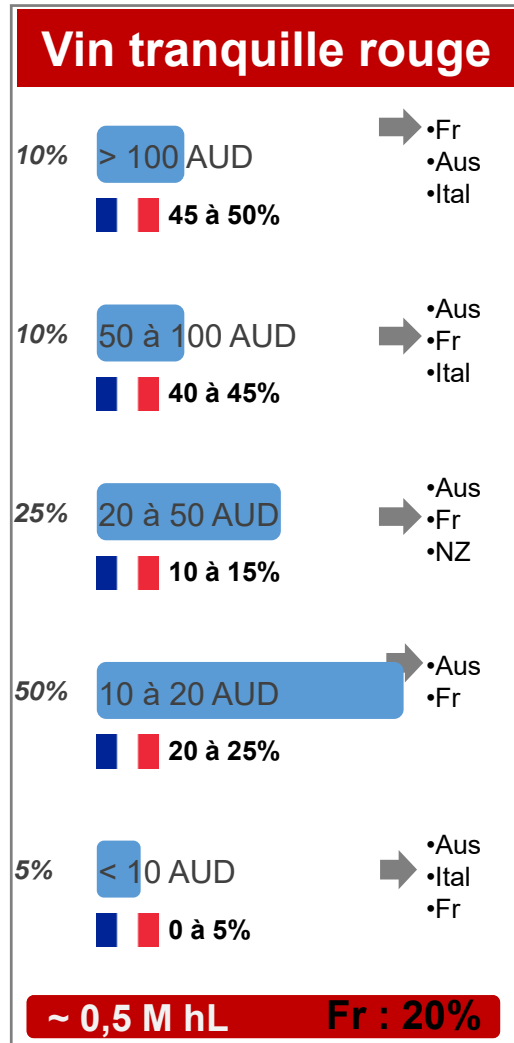 Vin tranquille rouge
10%
> 100 AUD
45 à 50%
•Fr
•Aus
•Ital
10%
50 à 100 AUD
40 à 45%
•Aus
•Fr
•Ital
25%
20 à 50 AUD
10 à 15%
•Aus
•Fr
•NZ
50%
10 à 20 AUD
20 à 25%
•Aus
•Fr
5%
< 10 AUD
0 à 5%
•Aus
•Ital
•Fr
~ 0,5 M hL Fr : 20%